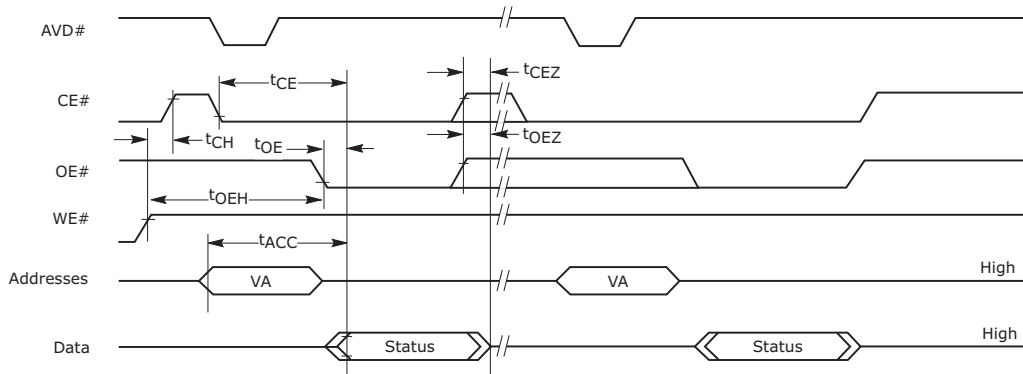 AVD#
tCEZ
tCE
CE#
tCH
tOE
tOEZ
OE#
tOEH
WE#
tACC
High
Addresses
VA
VA
High
Data
Status
Status